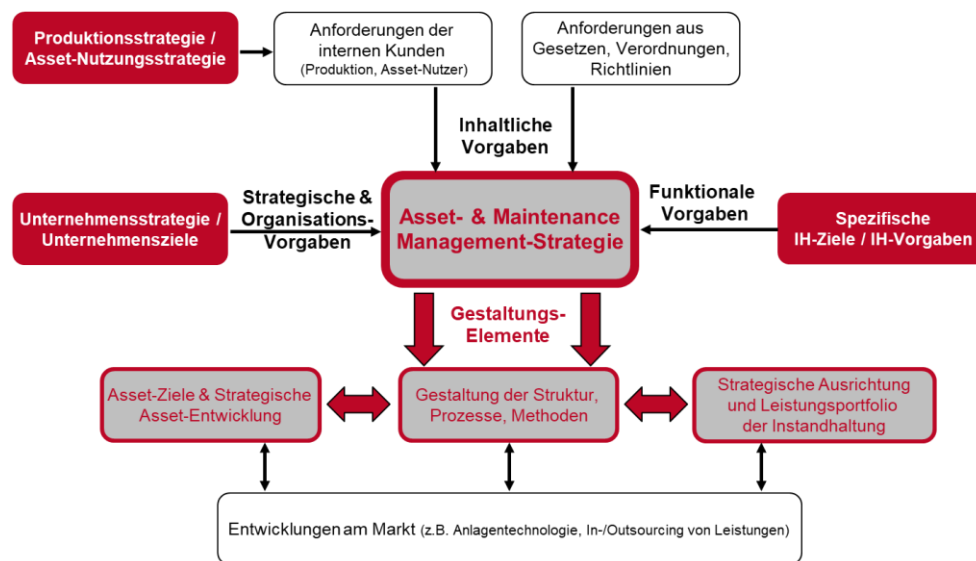 Produktionsstrategie /
Asset-Nutzungsstrategie
Anforderungen der
internen Kunden
(Produktion, Asset-Nutzer)
Anforderungen aus
Gesetzen, Verordnungen,
Richtlinien
Inhaltliche
Vorgaben
Unternehmensstrategie /
Unternehmensziele
Strategische &
Organisations-
Vorgaben
Asset- & Maintenance
Management-Strategie
Funktionale
Vorgaben
Spezifische
IH-Ziele / IH-Vorgaben
Gestaltungs-
Elemente
Asset-Ziele & Strategische
Asset-Entwicklung
Gestaltung der Struktur,
Prozesse, Methoden
Strategische Ausrichtung
und Leistungsportfolio
der Instandhaltung
Entwicklungen am Markt (z.B. Anlagentechnologie, In-/Outsourcing von Leistungen)